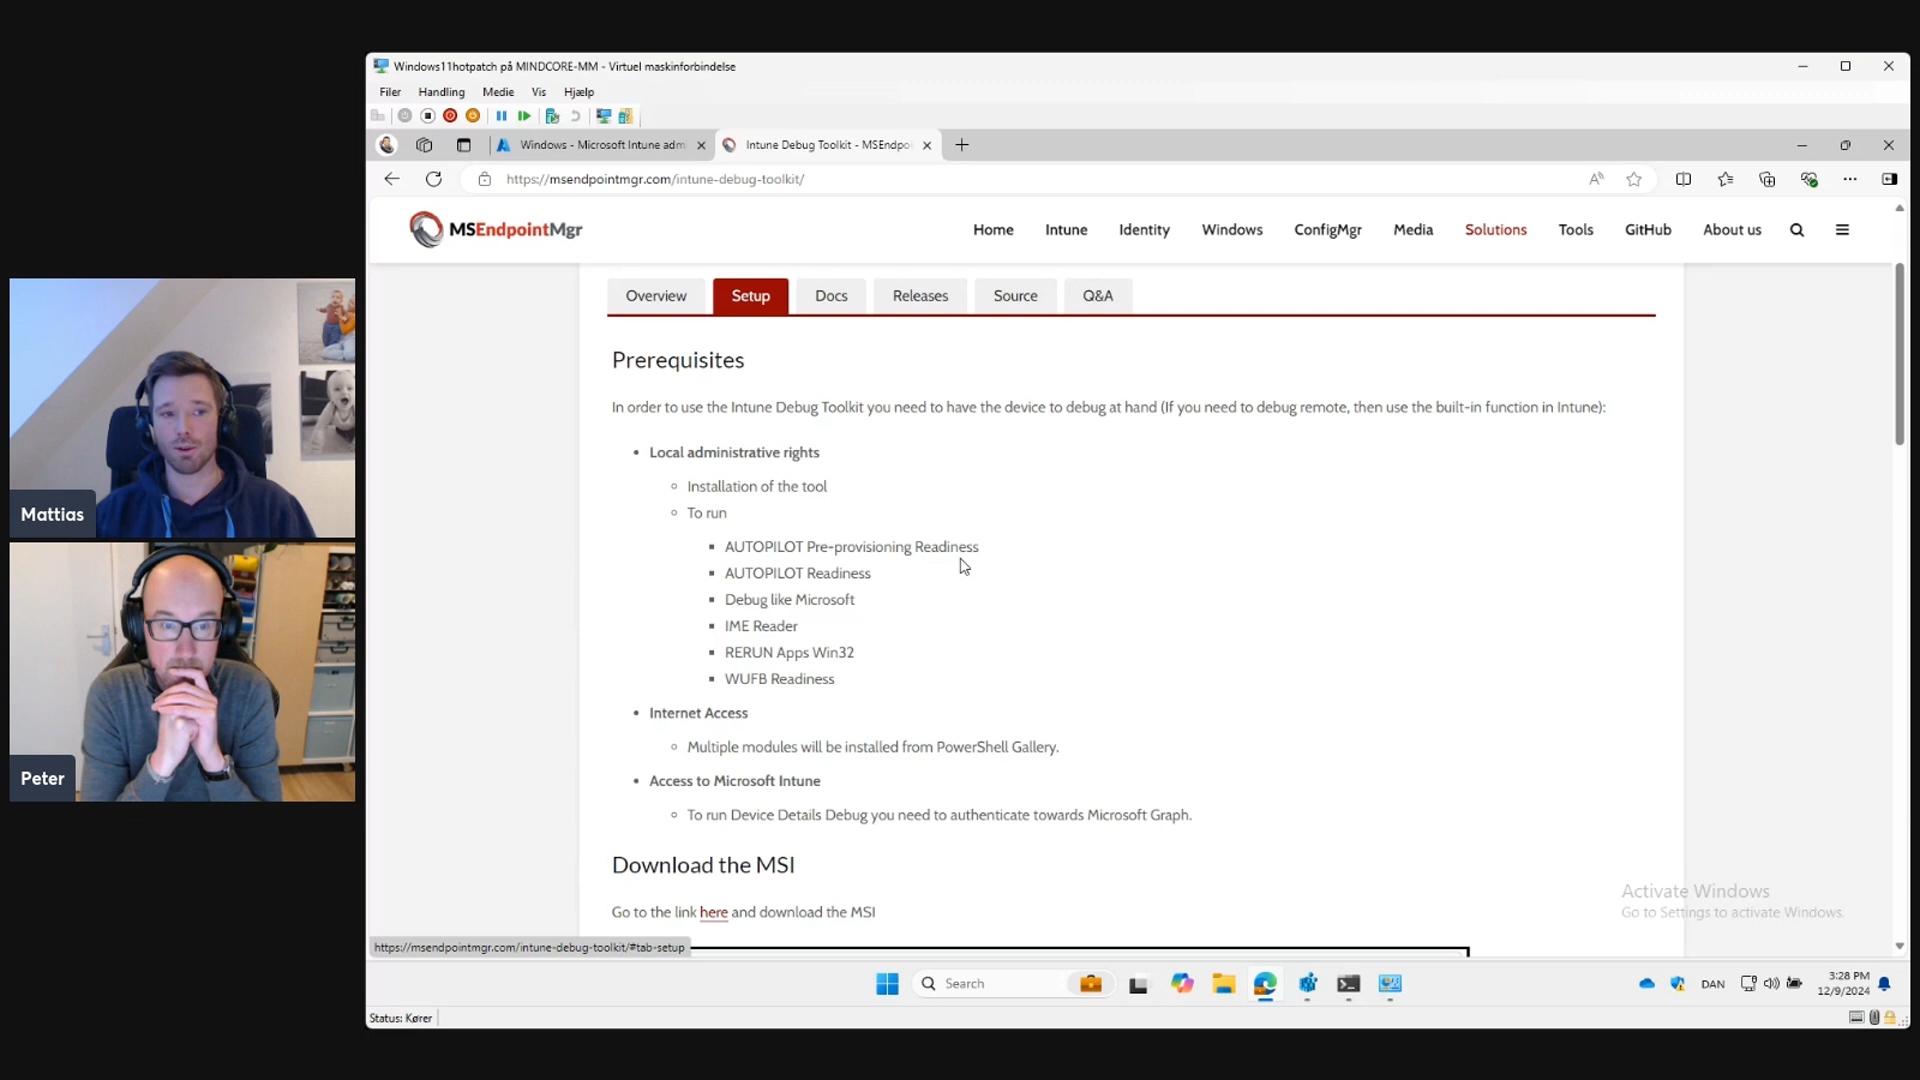 Windows11hotpatch på MINDCORE-MM - Virtuel maskinforbindelse
Filer Handling Medie Vis Hjælp
Windows - Microsoft Intune adm
Intune Debug Toolkit - MSEndpoi
https://msendpointmgr.com/intune-debug-toolkit/
MSEndpointMgr
Home Intune Identity Windows ConfigMgr Media Solutions Tools GitHub About us
Overview Setup Docs Releases Source Q&A
Prerequisites
In order to use the Intune Debug Toolkit you need to have the device to debug at hand (If you need to debug remote, then use the built-in function in Intune):
Local administrative rights
Installation of the tool
To run
AUTOPILOT Pre-provisioning Readiness
AUTOPILOT Readiness
Debug like Microsoft
IME Reader
RERUN Apps Win32
WUFB Readiness
Internet Access
Multiple modules will be installed from PowerShell Gallery.
Access to Microsoft Intune
To run Device Details Debug you need to authenticate towards Microsoft Graph.
Download the MSI
Go to the link here and download the MSI
Activate Windows
Go to Settings to activate Windows.
https://msendpointmgr.com/intune-debug-toolkit/#tab-setup
Search
DAN
3:28 PM
12/9/2024
Status: Kører
Mattias
Peter